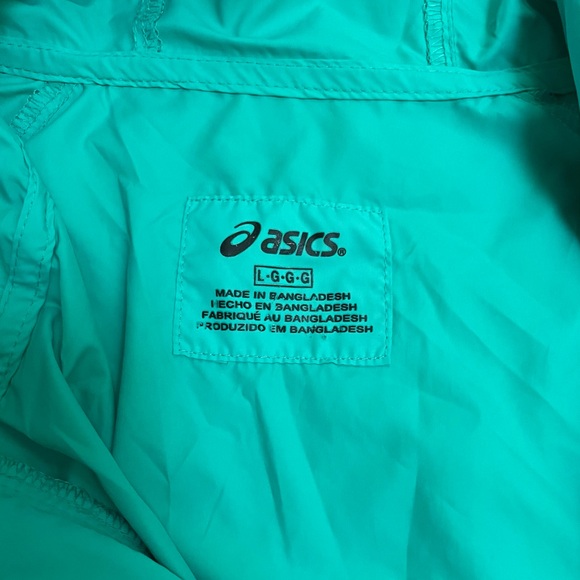 asics®
L•G•G•G
MADE IN BANGLADESH
HECHO EN BANGLADESH
FABRIQUÉ AU BANGLADESH
PRODUZIDO EM BANGLADESH